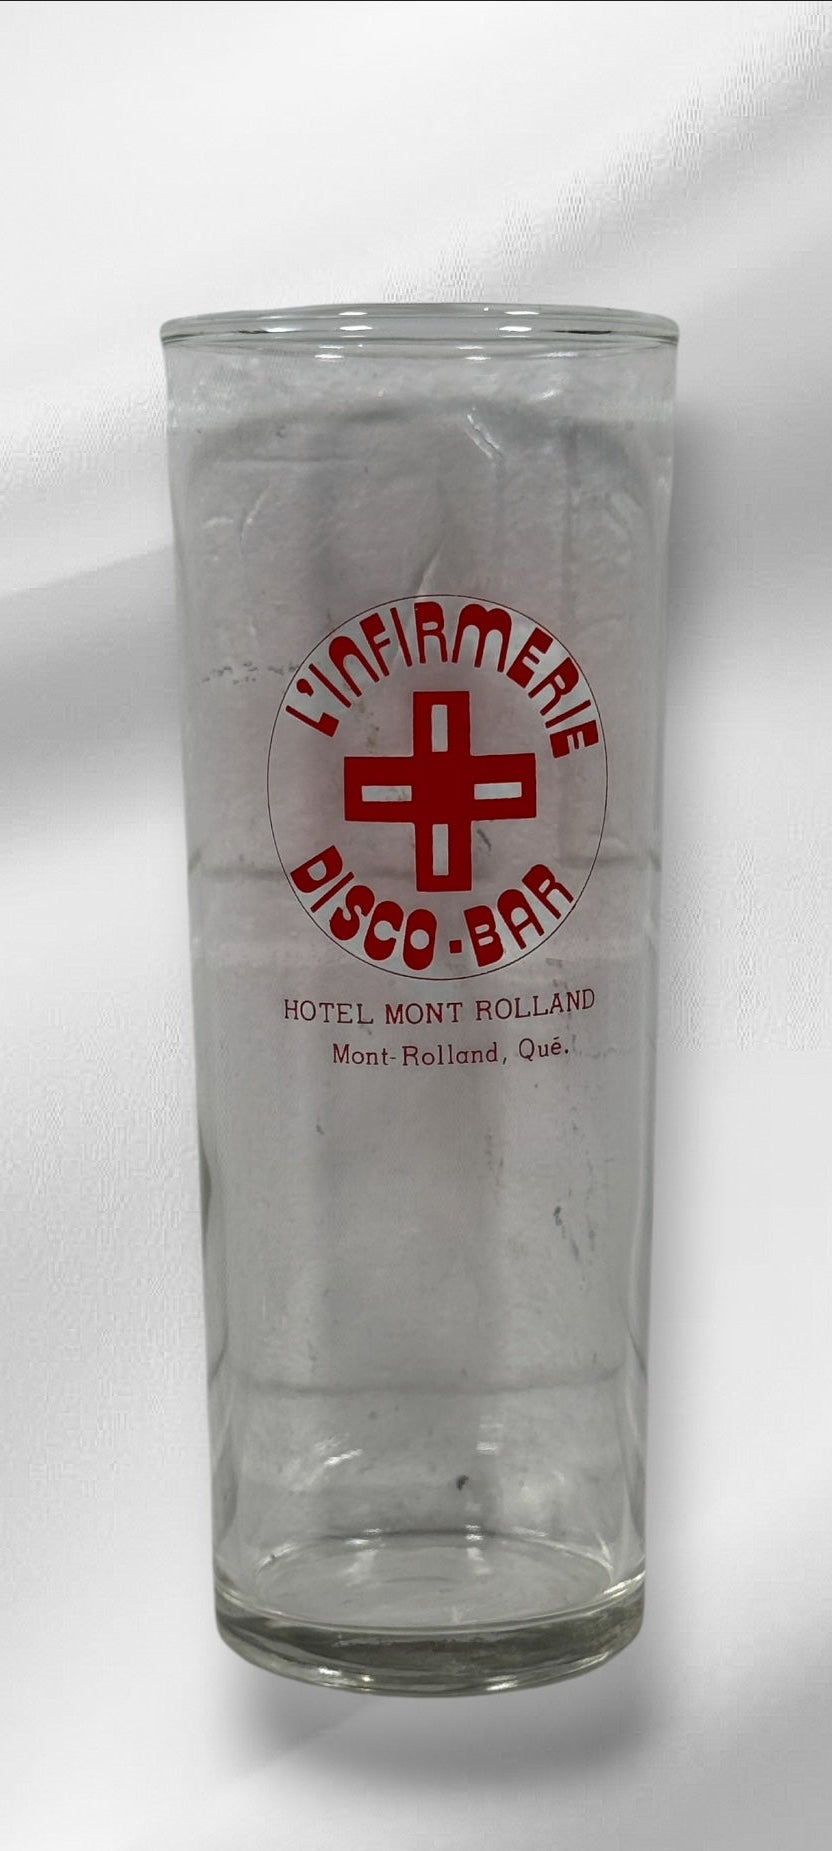 L'INFIRMERIE
DISCO-BAR
HOTEL MONT ROLLAND
Mont-Rolland, Qué.